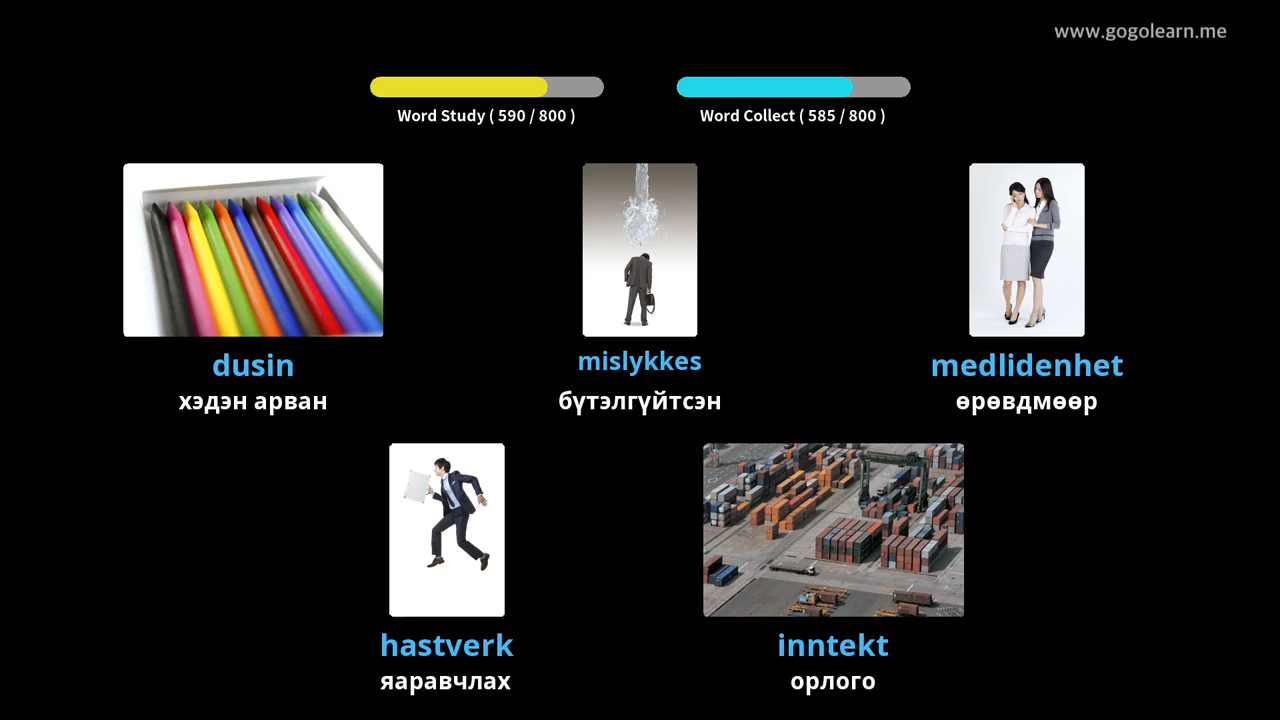 www.gogolearn.me
Word Study ( 590 / 800 )
Word Collect ( 585 / 800 )
dusin
хэдэн арван
mislykkes
бүтэлгүйтсэн
medlidenhet
өрөвдмөөр
hastverk
яаравчлах
inntekt
орлого